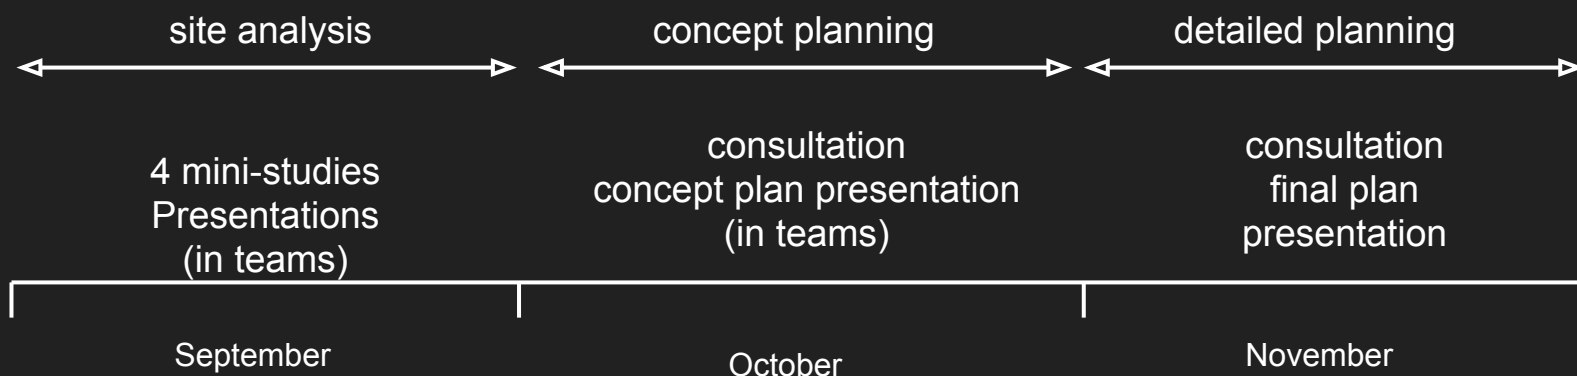 site analysis
concept planning
detailed planning
4 mini-studies
Presentations
(in teams)
consultation
concept plan presentation
(in teams)
consultation
final plan
presentation
September
October
November